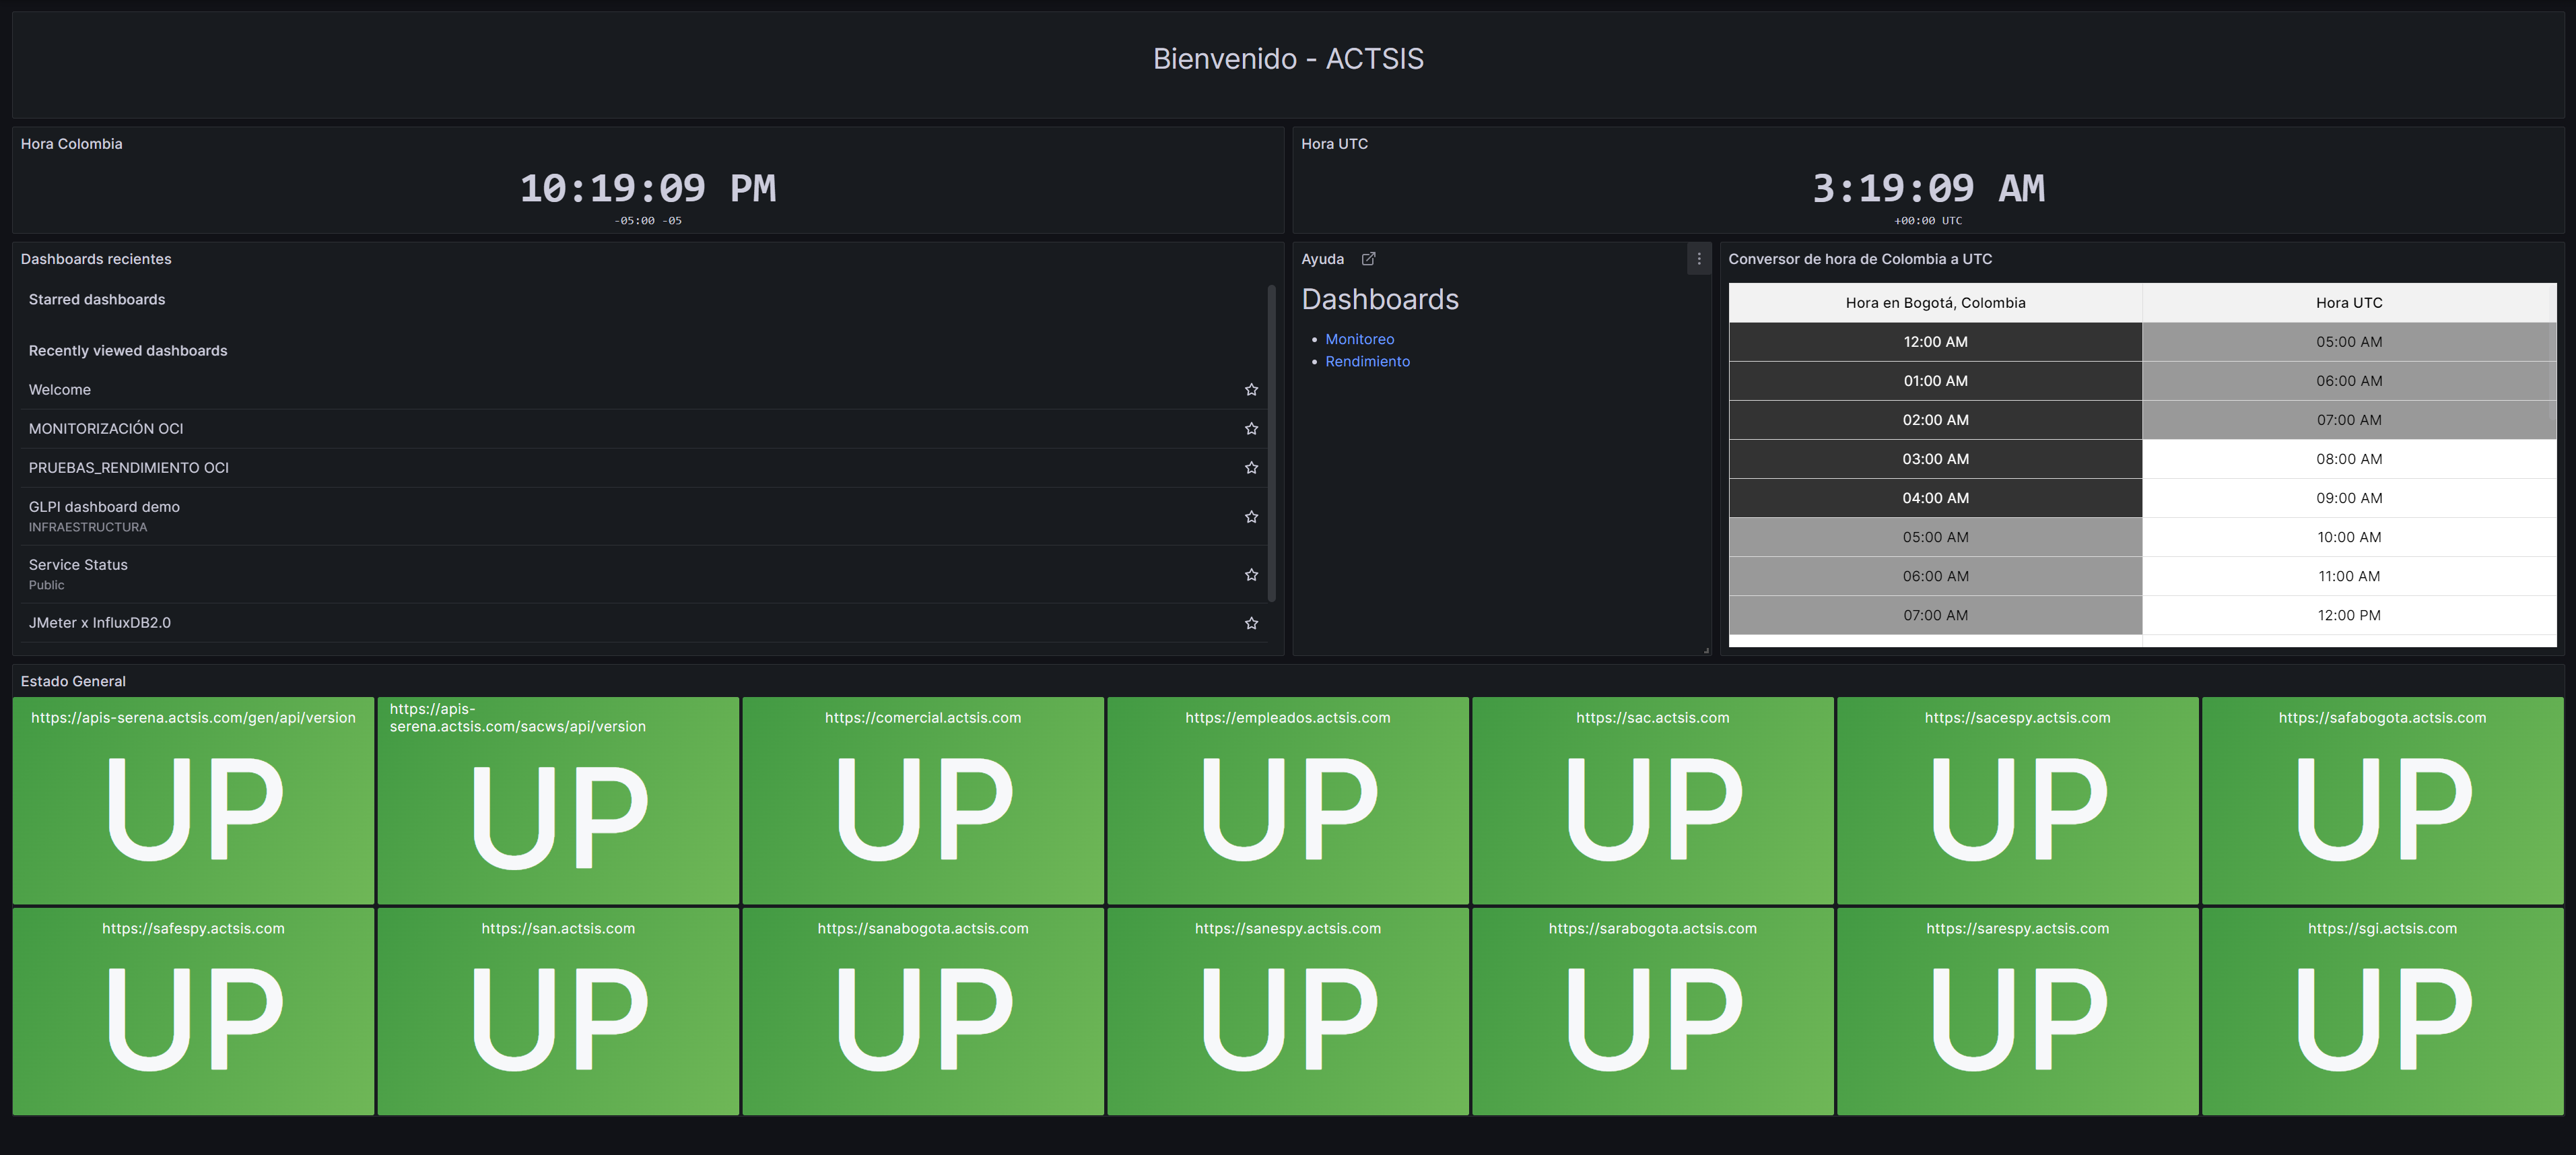 Bienvenido - ACTSIS
Hora Colombia
10:19:09 PM
-05:00 -05
Hora UTC
3:19:09 AM
+00:00 UTC
Dashboards recientes
Starred dashboards
Recently viewed dashboards
Welcome
MONITORIZACIÓN OCI
PRUEBAS_RENDIMIENTO OCI
GLPI dashboard demo
INFRAESTRUCTURA
Service Status
Public
JMeter x InfluxDB2.0
Ayuda
Dashboards
Monitoreo
Rendimiento
Conversor de hora de Colombia a UTC
Hora en Bogotá, Colombia Hora UTC
12:00 AM 05:00 AM
01:00 AM 06:00 AM
02:00 AM 07:00 AM
03:00 AM 08:00 AM
04:00 AM 09:00 AM
05:00 AM 10:00 AM
06:00 AM 11:00 AM
07:00 AM 12:00 PM
Estado General
https://apis-serena.actsis.com/gen/api/version
UP
https://apis-
serena.actsis.com/sacws/api/version
UP
https://comercial.actsis.com
UP
https://empleados.actsis.com
UP
https://sac.actsis.com
UP
https://sacespy.actsis.com
UP
https://safabogota.actsis.com
UP
https://safespy.actsis.com
UP
https://san.actsis.com
UP
https://sanabogota.actsis.com
UP
https://sanespy.actsis.com
UP
https://sarabogota.actsis.com
UP
https://sarespy.actsis.com
UP
https://sgi.actsis.com
UP